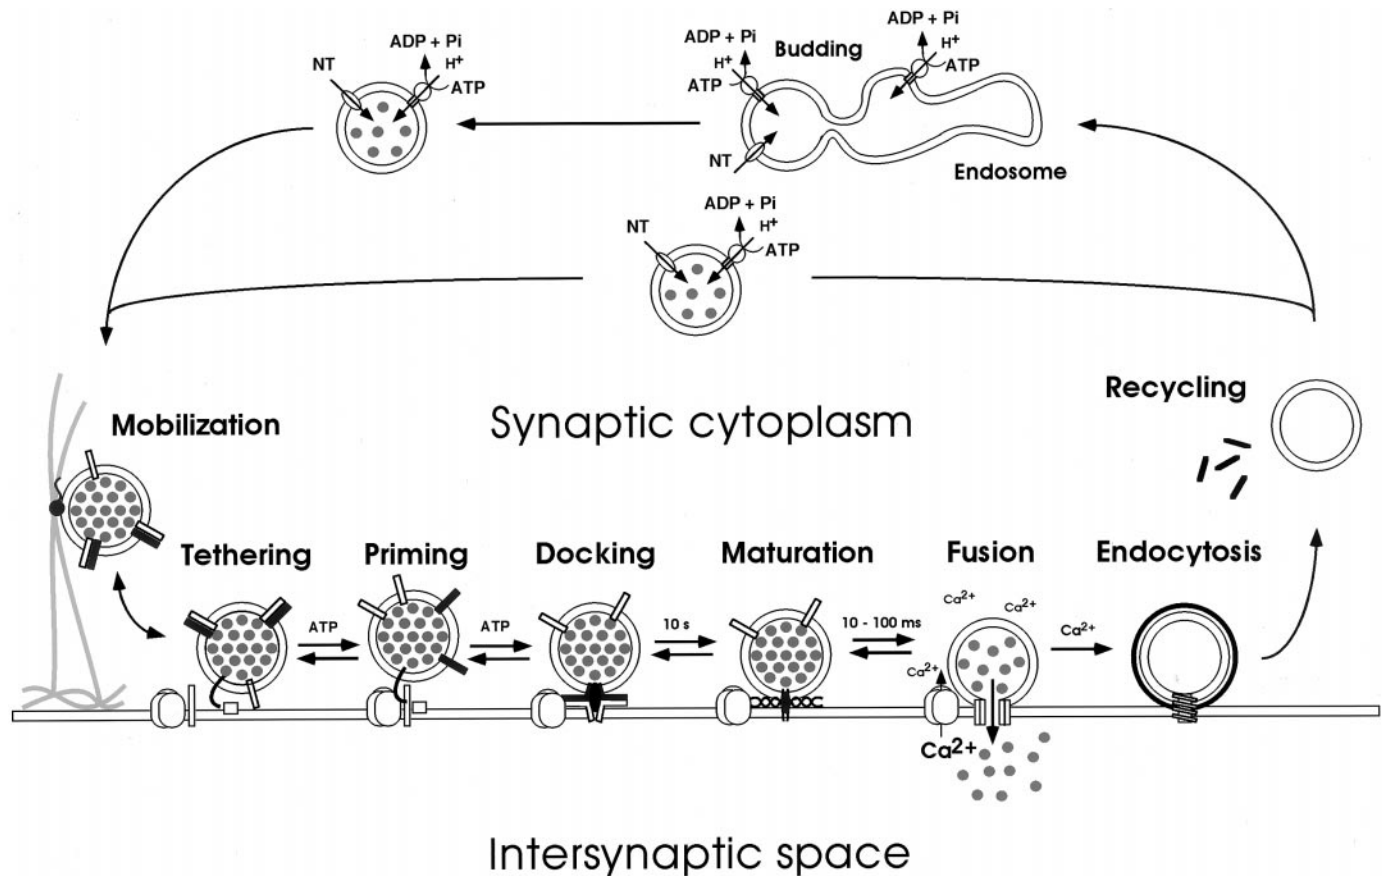 ADP + Pi
H+
NT
ATP
ADP + Pi
H+
ATP
NT
Budding
ADP + Pi
H+
ATP
Endosome
ADP + Pi
H+
NT
ATP
Recycling
Mobilization
Synaptic cytoplasm
Tethering
Priming
Docking
Maturation
Fusion
Endocytosis
ATP
ATP
10 s
10 - 100 ms
Ca2+
Ca2+
Ca2+
Ca2+
Ca2+
Intersynaptic space